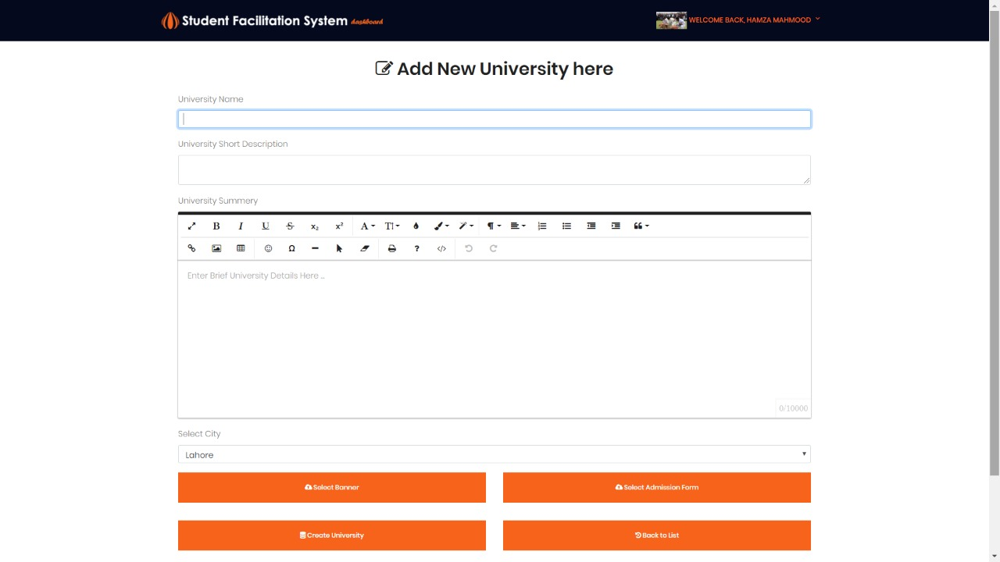 Student Facilitation System dashboard
WELCOME BACK, HAMZA MAHMOOD
Add New University here
University Name
University Short Description
University Summery
B I U S x₂ x² A T
Ω ? </>
Enter Brief University Details Here ...
0/10000
Select City
Lahore
Select Banner
Select Admission Form
Create University
Back to List